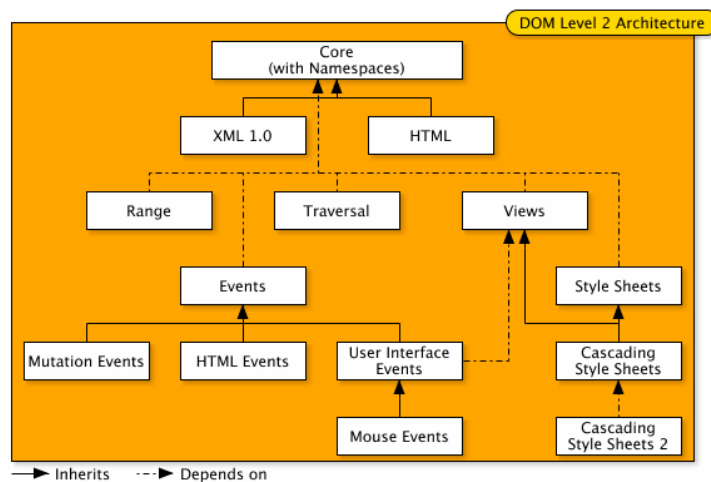 DOM Level 2 Architecture
Core
(with Namespaces)
XML 1.0
HTML
Range
Traversal
Views
Events
Style Sheets
Mutation Events
HTML Events
User Interface
Events
Cascading
Style Sheets
Mouse Events
Cascading
Style Sheets 2
Inherits
Depends on